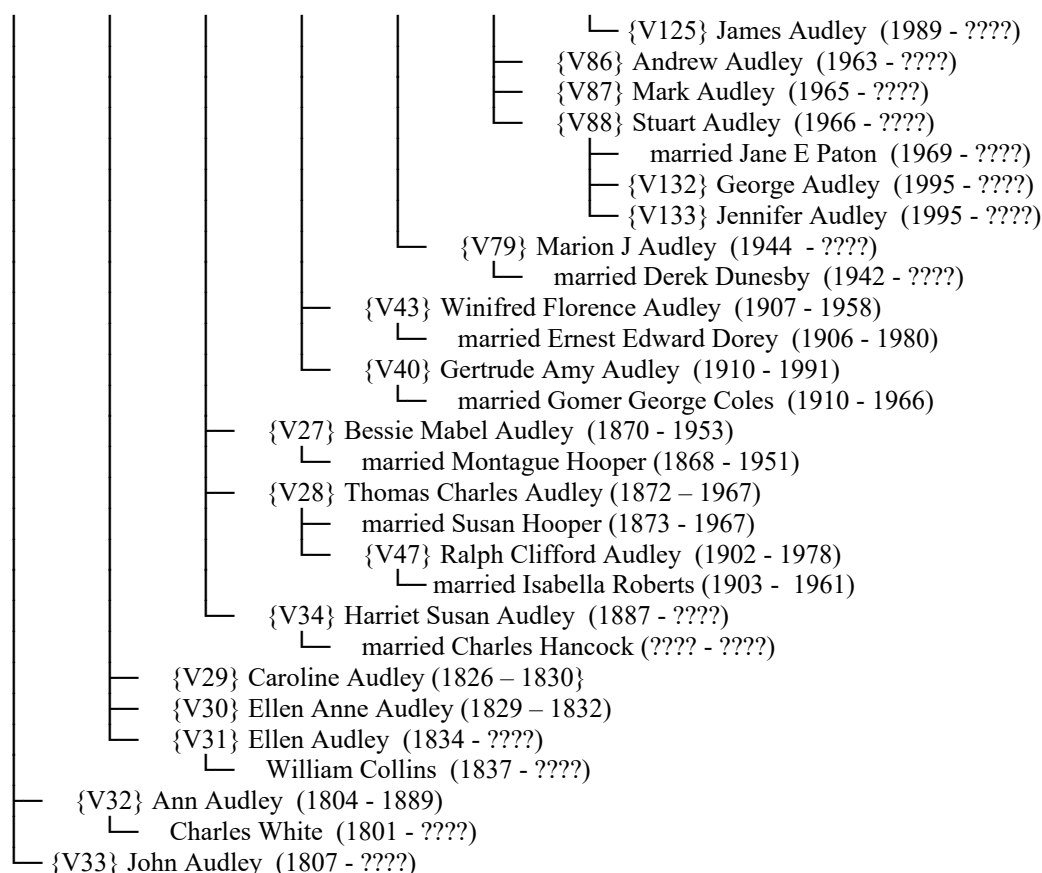 {V125} James Audley (1989 - ????)
{V86} Andrew Audley (1963 - ????)
{V87} Mark Audley (1965 - ????)
{V88} Stuart Audley (1966 - ????)
married Jane E Paton (1969 - ????)
{V132} George Audley (1995 - ????)
{V133} Jennifer Audley (1995 - ????)
{V79} Marion J Audley (1944 - ????)
married Derek Dunesby (1942 - ????)
{V43} Winifred Florence Audley (1907 - 1958)
married Ernest Edward Dorey (1906 - 1980)
{V40} Gertrude Amy Audley (1910 - 1991)
married Gomer George Coles (1910 - 1966)
{V27} Bessie Mabel Audley (1870 - 1953)
married Montague Hooper (1868 - 1951)
{V28} Thomas Charles Audley (1872 – 1967)
married Susan Hooper (1873 - 1967)
{V47} Ralph Clifford Audley (1902 - 1978)
married Isabella Roberts (1903 - 1961)
{V34} Harriet Susan Audley (1887 - ????)
married Charles Hancock (???? - ????)
{V29} Caroline Audley (1826 – 1830}
{V30} Ellen Anne Audley (1829 – 1832)
{V31} Ellen Audley (1834 - ????)
William Collins (1837 - ????)
{V32} Ann Audley (1804 - 1889)
Charles White (1801 - ????)
{V33} John Audley (1807 - ????)